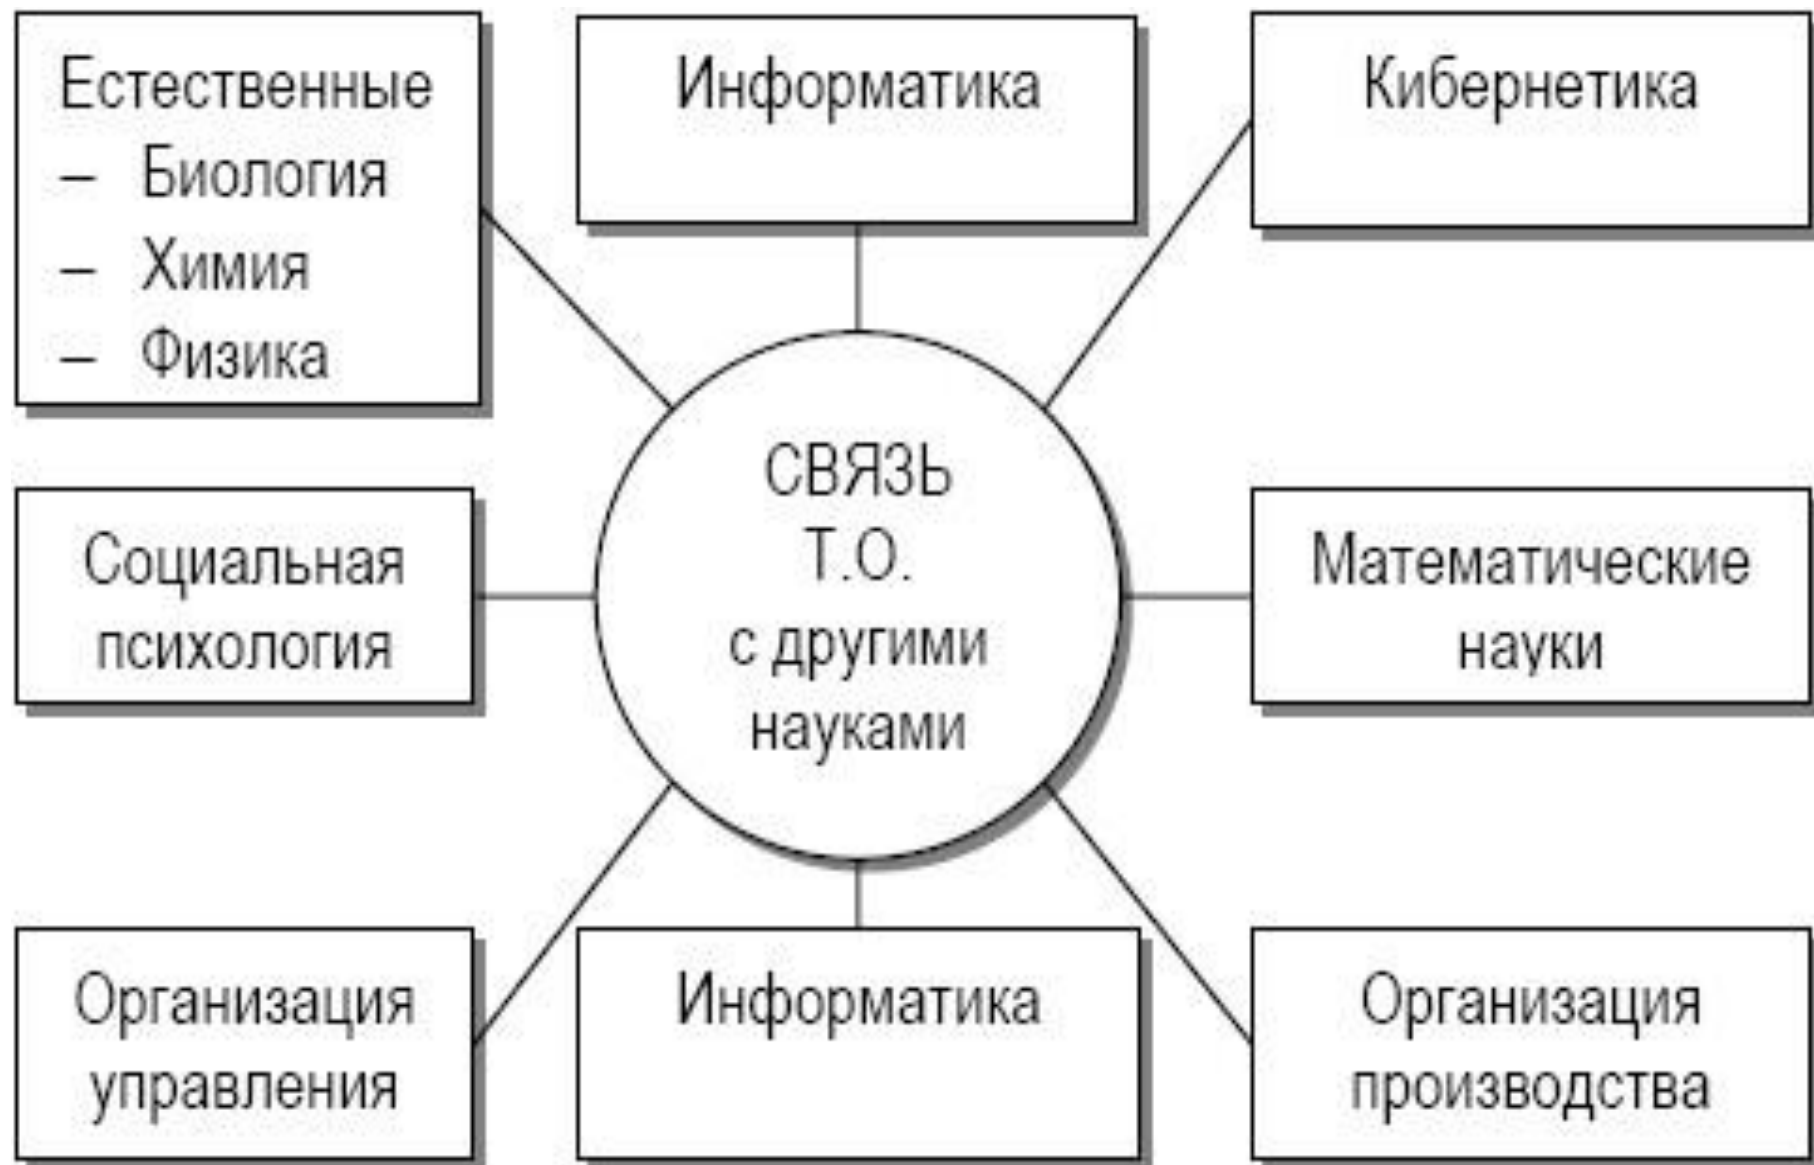 Естественные
– Биология
– Химия
– Физика
Информатика
Кибернетика
СВЯЗЬ
Т.О.
с другими
науками
Социальная
психология
Математические
науки
Организация
управления
Информатика
Организация
производства